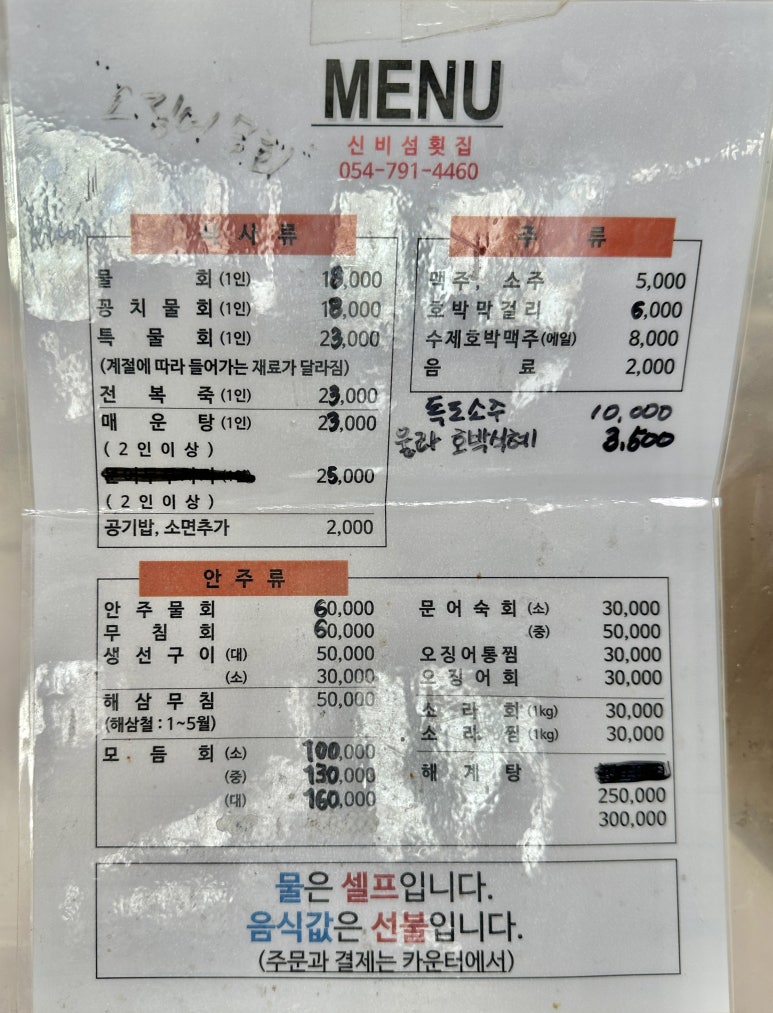 MENU
신비섬횟집
054-791-4460
식사류
물 회 (1인) 18,000
꽁치물회 (1인) 18,000
특물회 (1인) 23,000
(계절에 따라 들어가는 재료가 달라짐)
전복죽 (1인) 23,000
매운탕 (1인) 23,000
(2인이상)
25,000
(2인이상)
공기밥, 소면추가 2,000
주 류
맥주, 소주 5,000
호박막걸리 6,000
수제호박맥주(에일) 8,000
음 료 2,000
독도소주 10,000
호박식혜 3,500
안주류
안주물회 60,000
무침회 60,000
생선구이 (대) 50,000
(소) 30,000
해삼무침 50,000
(해삼철 : 1~5월)
모듬회 (소) 100,000
(중) 130,000
(대) 160,000
문어숙회 (소) 30,000
(중) 50,000
오징어통찜 30,000
오징어회 30,000
소라회 (1kg) 30,000
소라찜 (1kg) 30,000
해계탕
250,000
300,000
물은 셀프입니다.
음식값은 선불입니다.
(주문과 결제는 카운터에서)